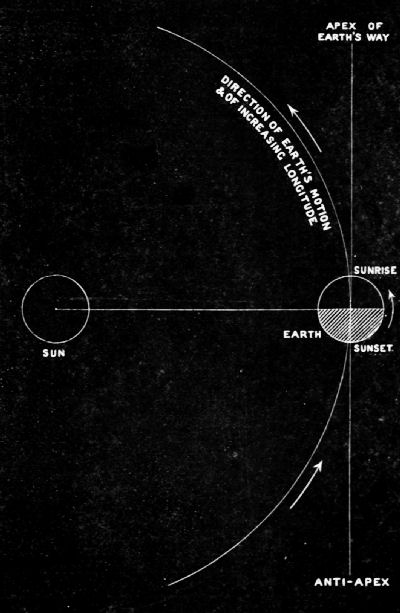 APEX OF
EARTH'S WAY
DIRECTION OF EARTH'S MOTION
& OF INCREASING LONGITUDE
SUNRISE
EARTH
SUN
SUNSET
ANTI-APEX